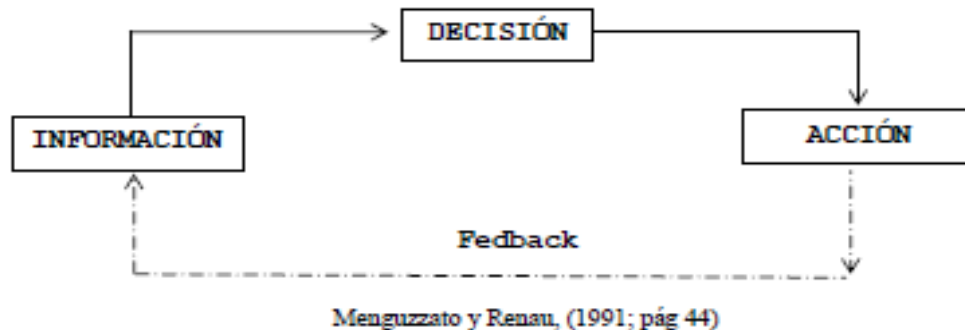 DECISIÓN
INFORMACIÓN
ACCIÓN
Fedback
Menguzzato y Renau, (1991; pág 44)